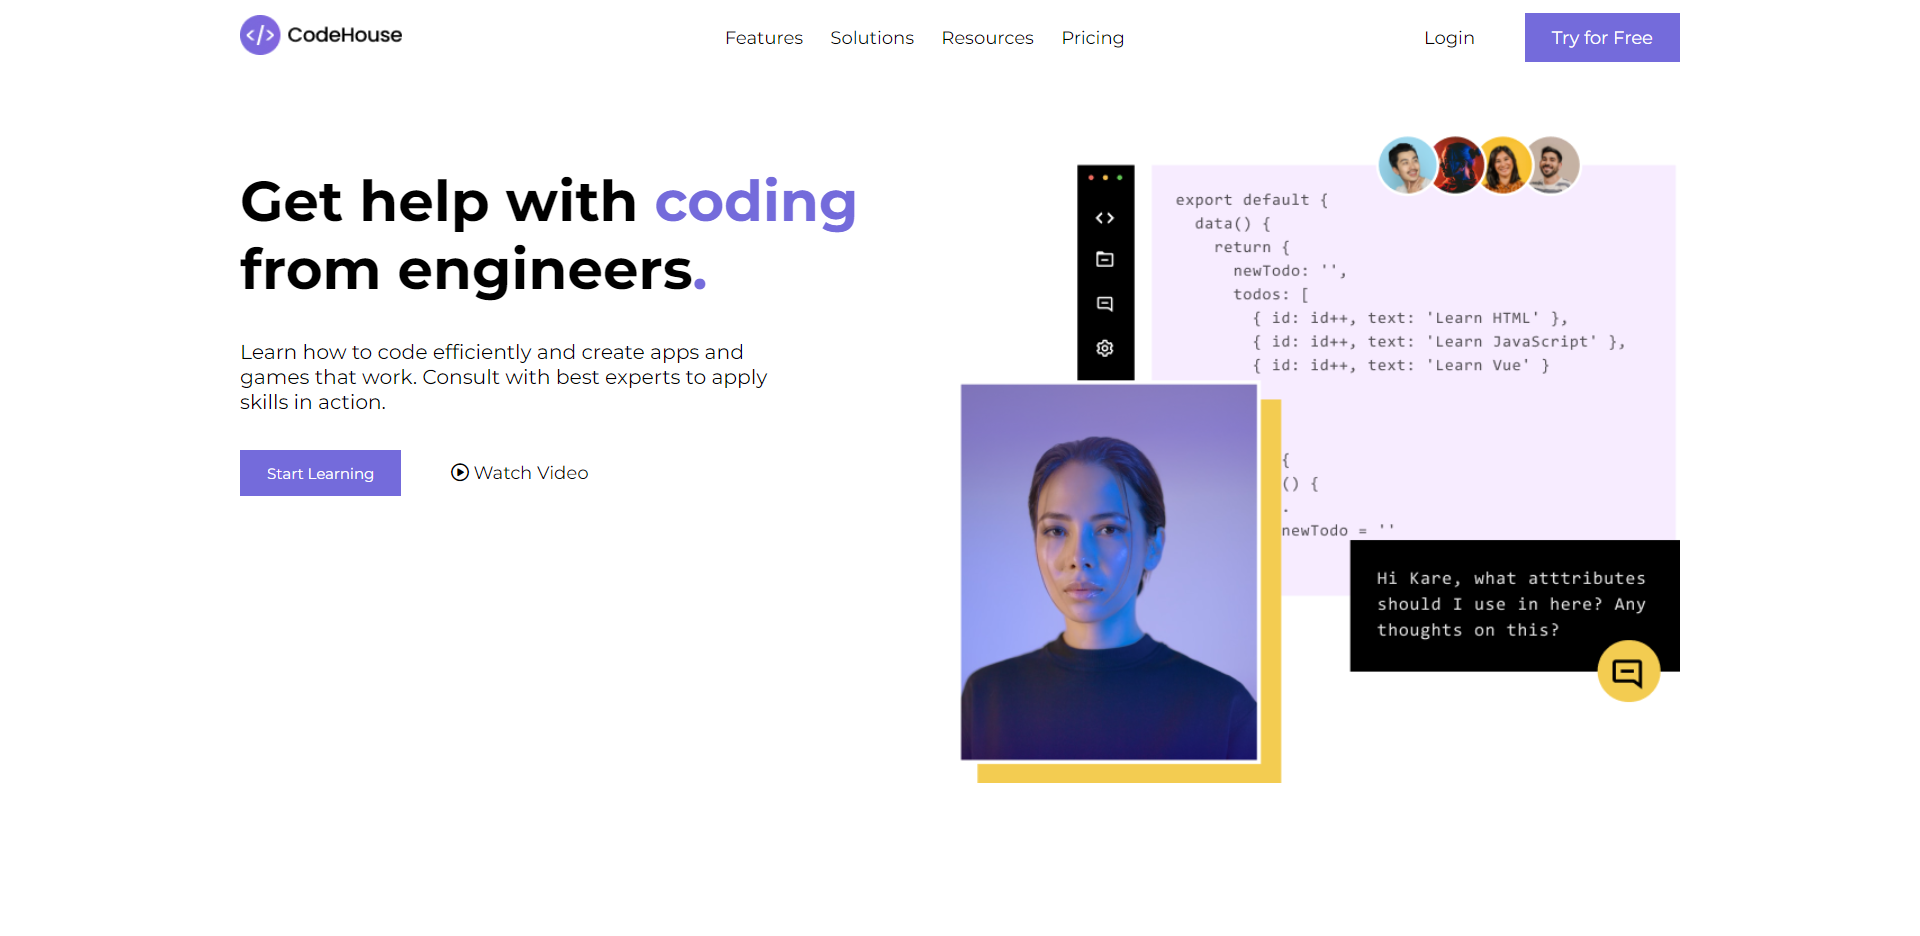 CodeHouse
Features Solutions Resources Pricing
Login
Try for Free
Get help with coding
from engineers.
Learn how to code efficiently and create apps and
games that work. Consult with best experts to apply
skills in action.
Start Learning
Watch Video
export default {
data() {
return {
newTodo: '',
todos: [
{ id: id++, text: 'Learn HTML' },
{ id: id++, text: 'Learn JavaScript' },
{ id: id++, text: 'Learn Vue' }
{
() {
.
newTodo = ''
Hi Kare, what atttributes
should I use in here? Any
thoughts on this?